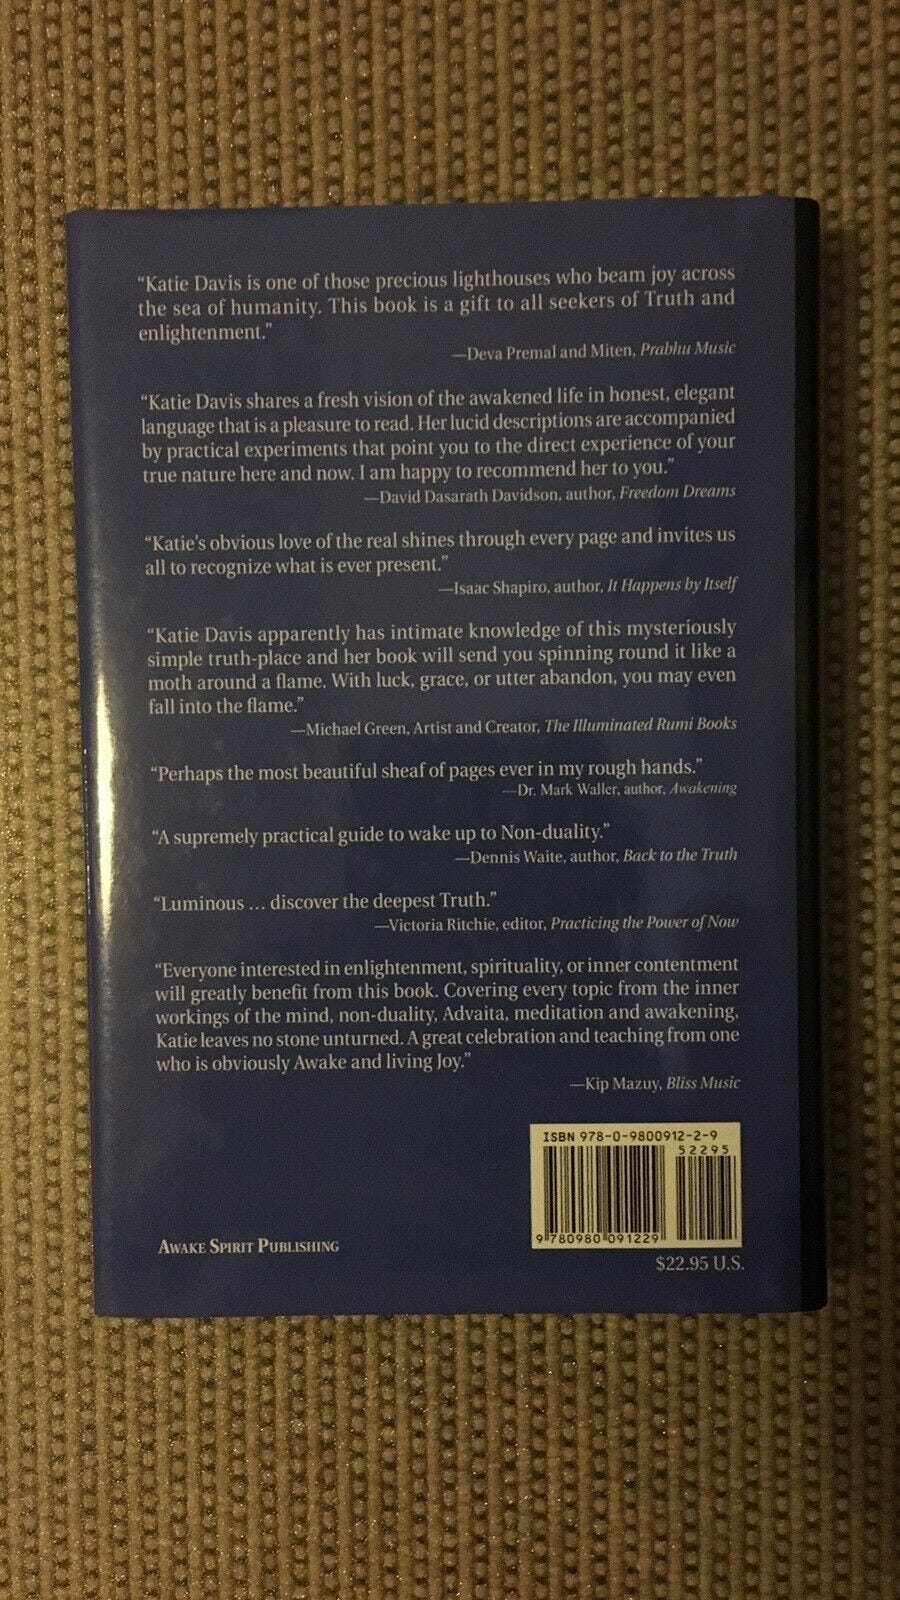 “Katie Davis is one of those precious lighthouses who beam joy across
the sea of humanity. This book is a gift to all seekers of Truth and
enlightenment.”
—Deva Premal and Miten, Prabhu Music
“Katie Davis shares a fresh vision of the awakened life in honest, elegant
language that is a pleasure to read. Her lucid descriptions are accompanied
by practical experiments that point you to the direct experience of your
true nature here and now. I am happy to recommend her to you.”
—David Dasarath Davidson, author, Freedom Dreams
“Katie’s obvious love of the real shines through every page and invites us
all to recognize what is ever present.”
—Isaac Shapiro, author, It Happens by Itself
“Katie Davis apparently has intimate knowledge of this mysteriously
simple truth-place and her book will send you spinning round it like a
moth around a flame. With luck, grace, or utter abandon, you may even
fall into the flame.”
—Michael Green, Artist and Creator, The Illuminated Rumi Books
“Perhaps the most beautiful sheaf of pages ever in my rough hands.”
—Dr. Mark Waller, author, Awakening
“A supremely practical guide to wake up to Non-duality.”
—Dennis Waite, author, Back to the Truth
“Luminous ... discover the deepest Truth.”
—Victoria Ritchie, editor, Practicing the Power of Now
“Everyone interested in enlightenment, spirituality, or inner contentment
will greatly benefit from this book. Covering every topic from the inner
workings of the mind, non-duality, Advaita, meditation and awakening,
Katie leaves no stone unturned. A great celebration and teaching from one
who is obviously Awake and living Joy.”
—Kip Mazuy, Bliss Music
ISBN 978-0-9800912-2-9
52295
9 780980 091229
AWAKE SPIRIT PUBLISHING
$22.95 U.S.